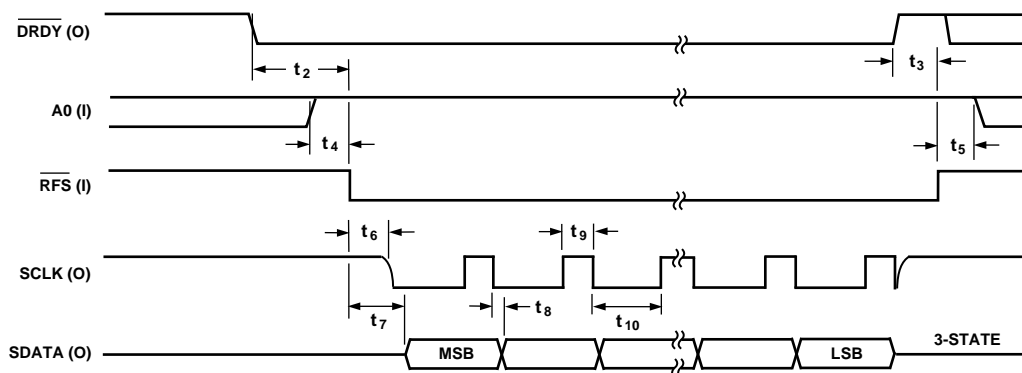 DRDY (O)
t2
t3
A0 (I)
t4
t5
RFS (I)
t6
t9
SCLK (O)
t7
t8
t10
SDATA (O)
MSB
LSB
3-STATE